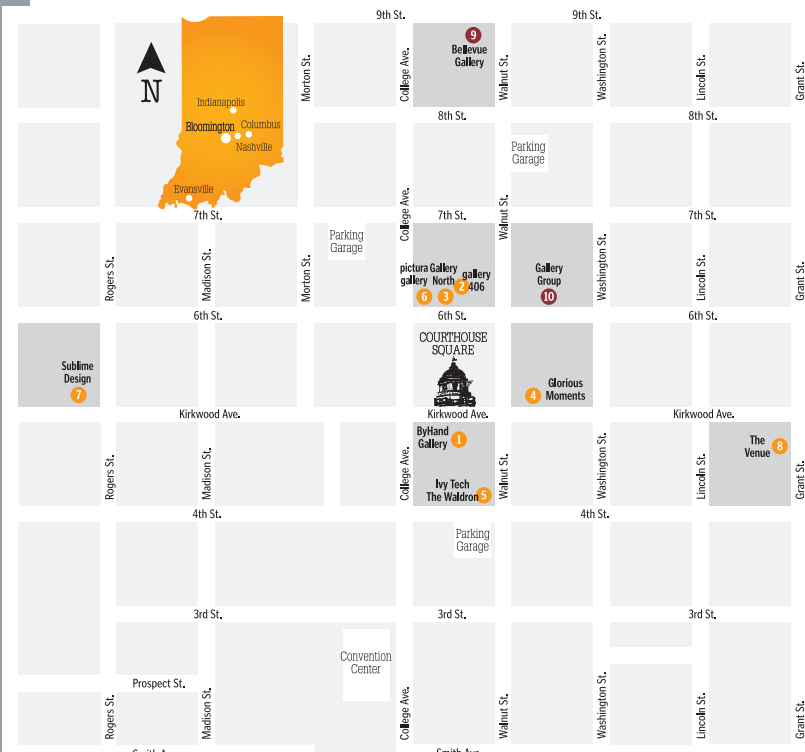 9th St.
9th St.
9
Bellevue
Gallery
Morton St.
College Ave.
Walnut St.
Washington St.
Lincoln St.
Grant St.
N
Indianapolis
Bloomington
Columbus
Nashville
Evansville
8th St.
8th St.
Parking
Garage
College Ave.
Walnut St.
7th St.
7th St.
7th St.
Parking
Garage
Rogers St.
Madison St.
Morton St.
pictura
gallery
6
Gallery
North
3
2
gallery
406
Gallery
Group
10
Washington St.
Lincoln St.
Grant St.
6th St.
6th St.
6th St.
COURTHOUSE
SQUARE
Sublime
Design
7
4
Glorious
Moments
Kirkwood Ave.
Kirkwood Ave.
Kirkwood Ave.
ByHand
Gallery
1
Ivy Tech
The Waldron
5
The
Venue
8
Rogers St.
Madison St.
College Ave.
Walnut St.
Washington St.
Lincoln St.
Grant St.
4th St.
4th St.
Parking
Garage
3rd St.
3rd St.
3rd St.
Convention
Center
Prospect St.
Rogers St.
Madison St.
College Ave.
Walnut St.
Washington St.
Lincoln St.
Grant St.